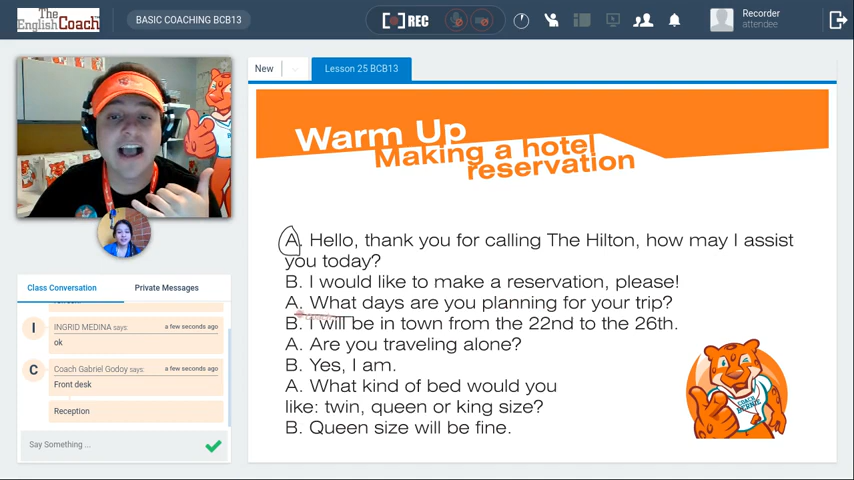 The
EnglishCoach
BASIC COACHING BCB13
REC
Recorder
attendee
New
Lesson 25 BCB13
Warm Up
Making a hotel
reservation
A. Hello, thank you for calling The Hilton, how may I assist
you today?
B. I would like to make a reservation, please!
A. What days are you planning for your trip?
B. I will be in town from the 22nd to the 26th.
A. Are you traveling alone?
B. Yes, I am.
A. What kind of bed would you
like: twin, queen or king size?
B. Queen size will be fine.
COACH
BERNIE
Class Conversation
Private Messages
I
INGRID MEDINA says:
a few seconds ago
ok
C
Coach Gabriel Godoy says:
a few seconds ago
Front desk
Reception
Say Something ...